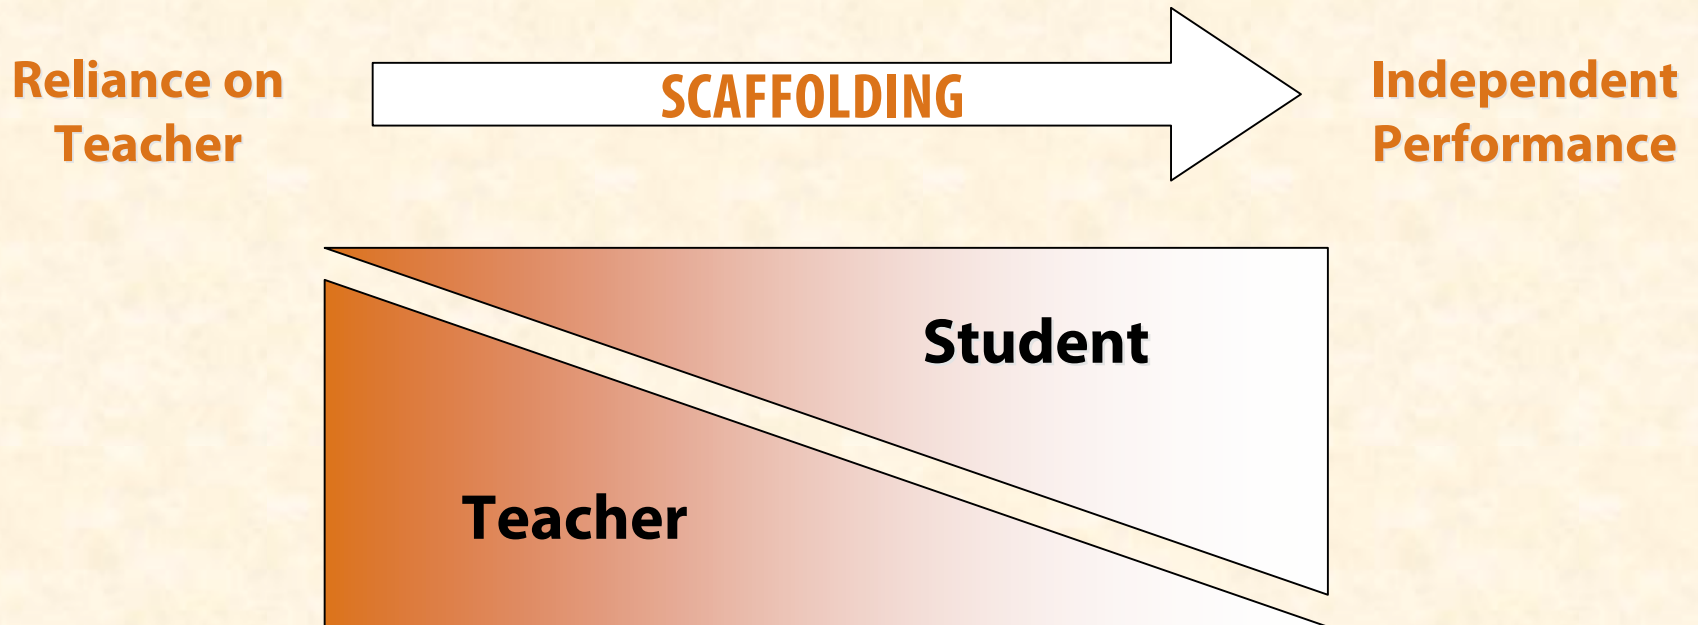 Reliance on
Teacher
SCAFFOLDING
Independent
Performance
Student
Teacher